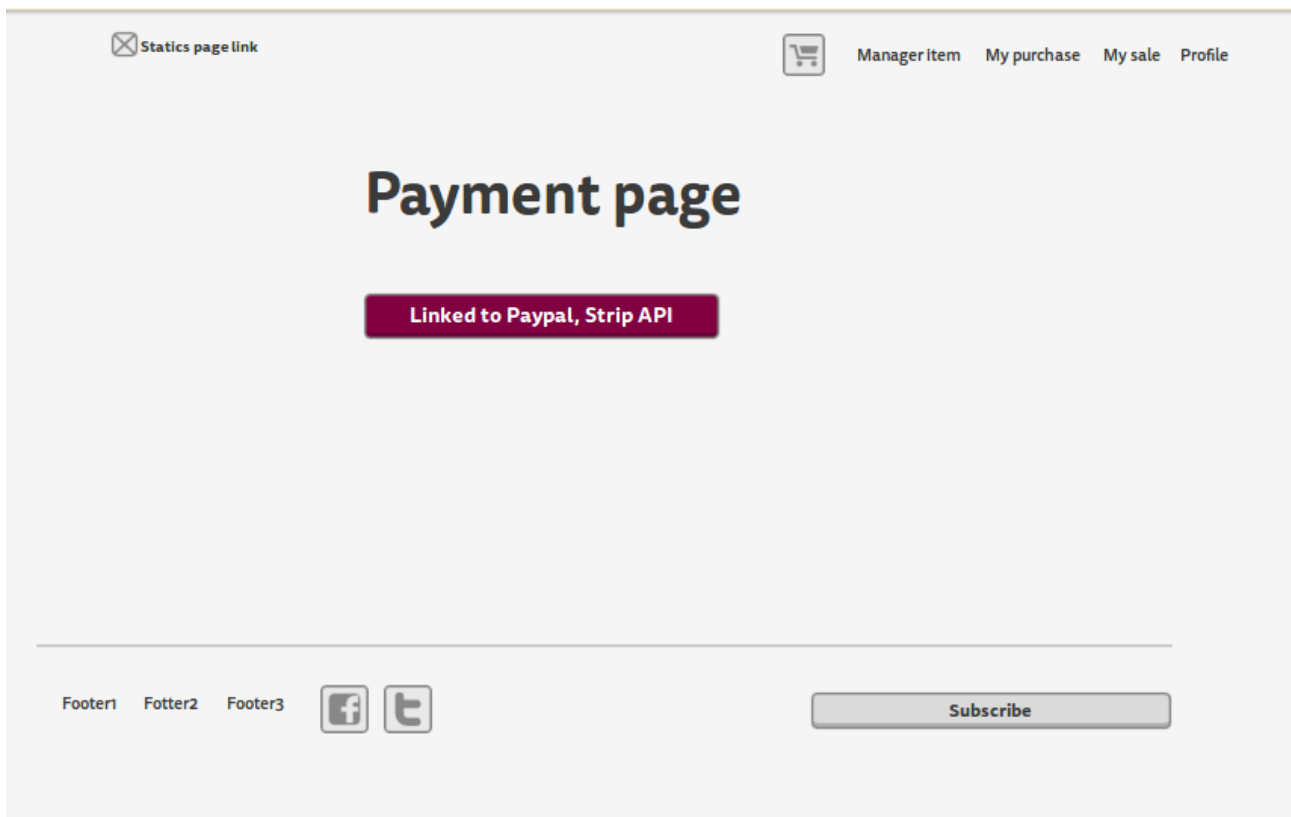 Statics page link
Manager item My purchase My sale Profile
Payment page
Linked to Paypal, Strip API
Footer1 Fotter2 Footer3
Subscribe